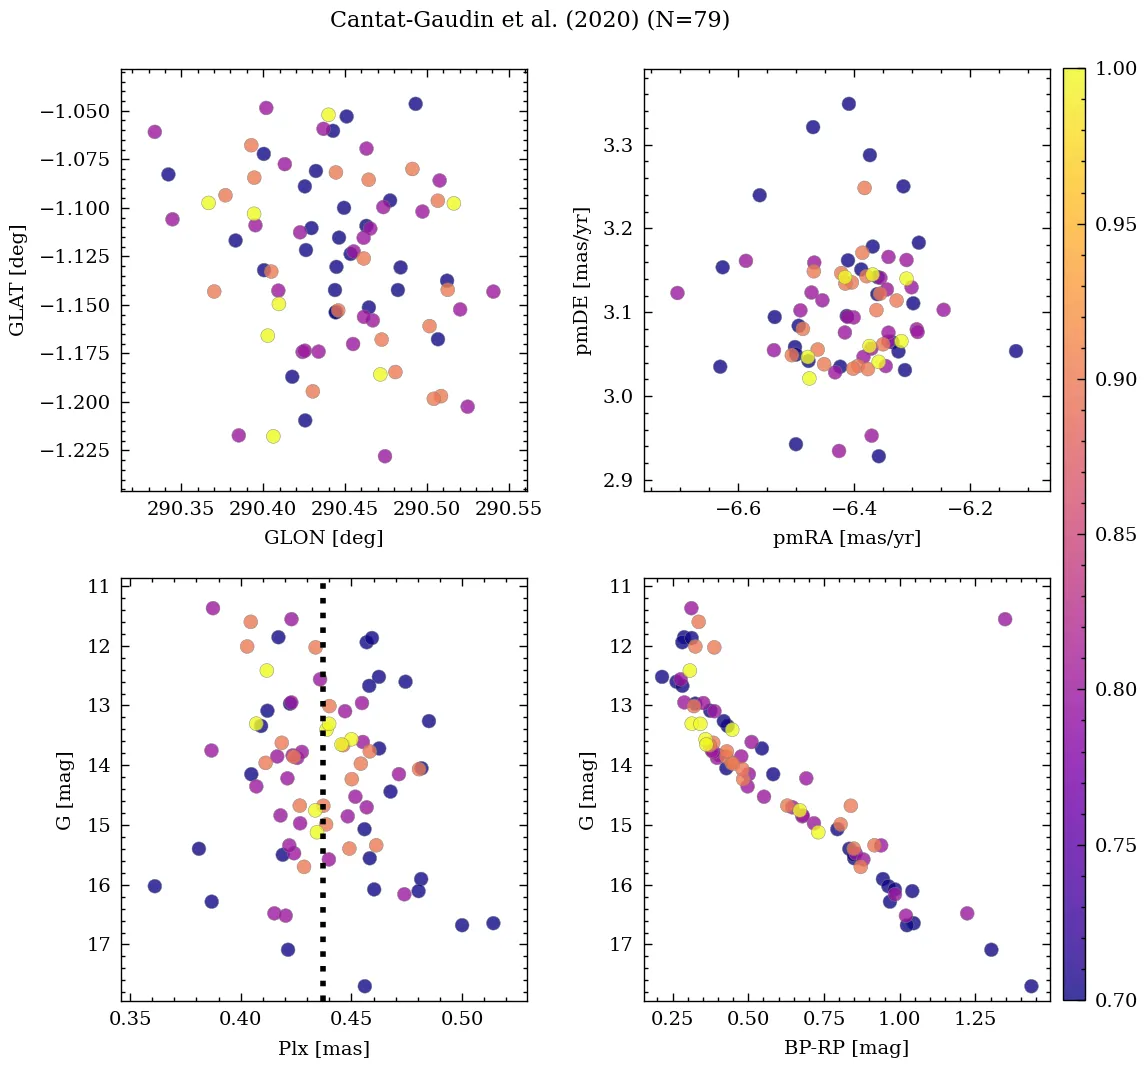 Cantat-Gaudin et al. (2020) (N=79)
GLAT [deg]
−1.050
−1.075
−1.100
−1.125
−1.150
−1.175
−1.200
−1.225
290.35 290.40 290.45 290.50 290.55
GLON [deg]
pmDE [mas/yr]
3.3
3.2
3.1
3.0
2.9
−6.6 −6.4 −6.2
pmRA [mas/yr]
1.00
0.95
0.90
0.85
0.80
0.75
0.70
G [mag]
11
12
13
14
15
16
17
0.35 0.40 0.45 0.50
Plx [mas]
G [mag]
11
12
13
14
15
16
17
0.25 0.50 0.75 1.00 1.25
BP-RP [mag]